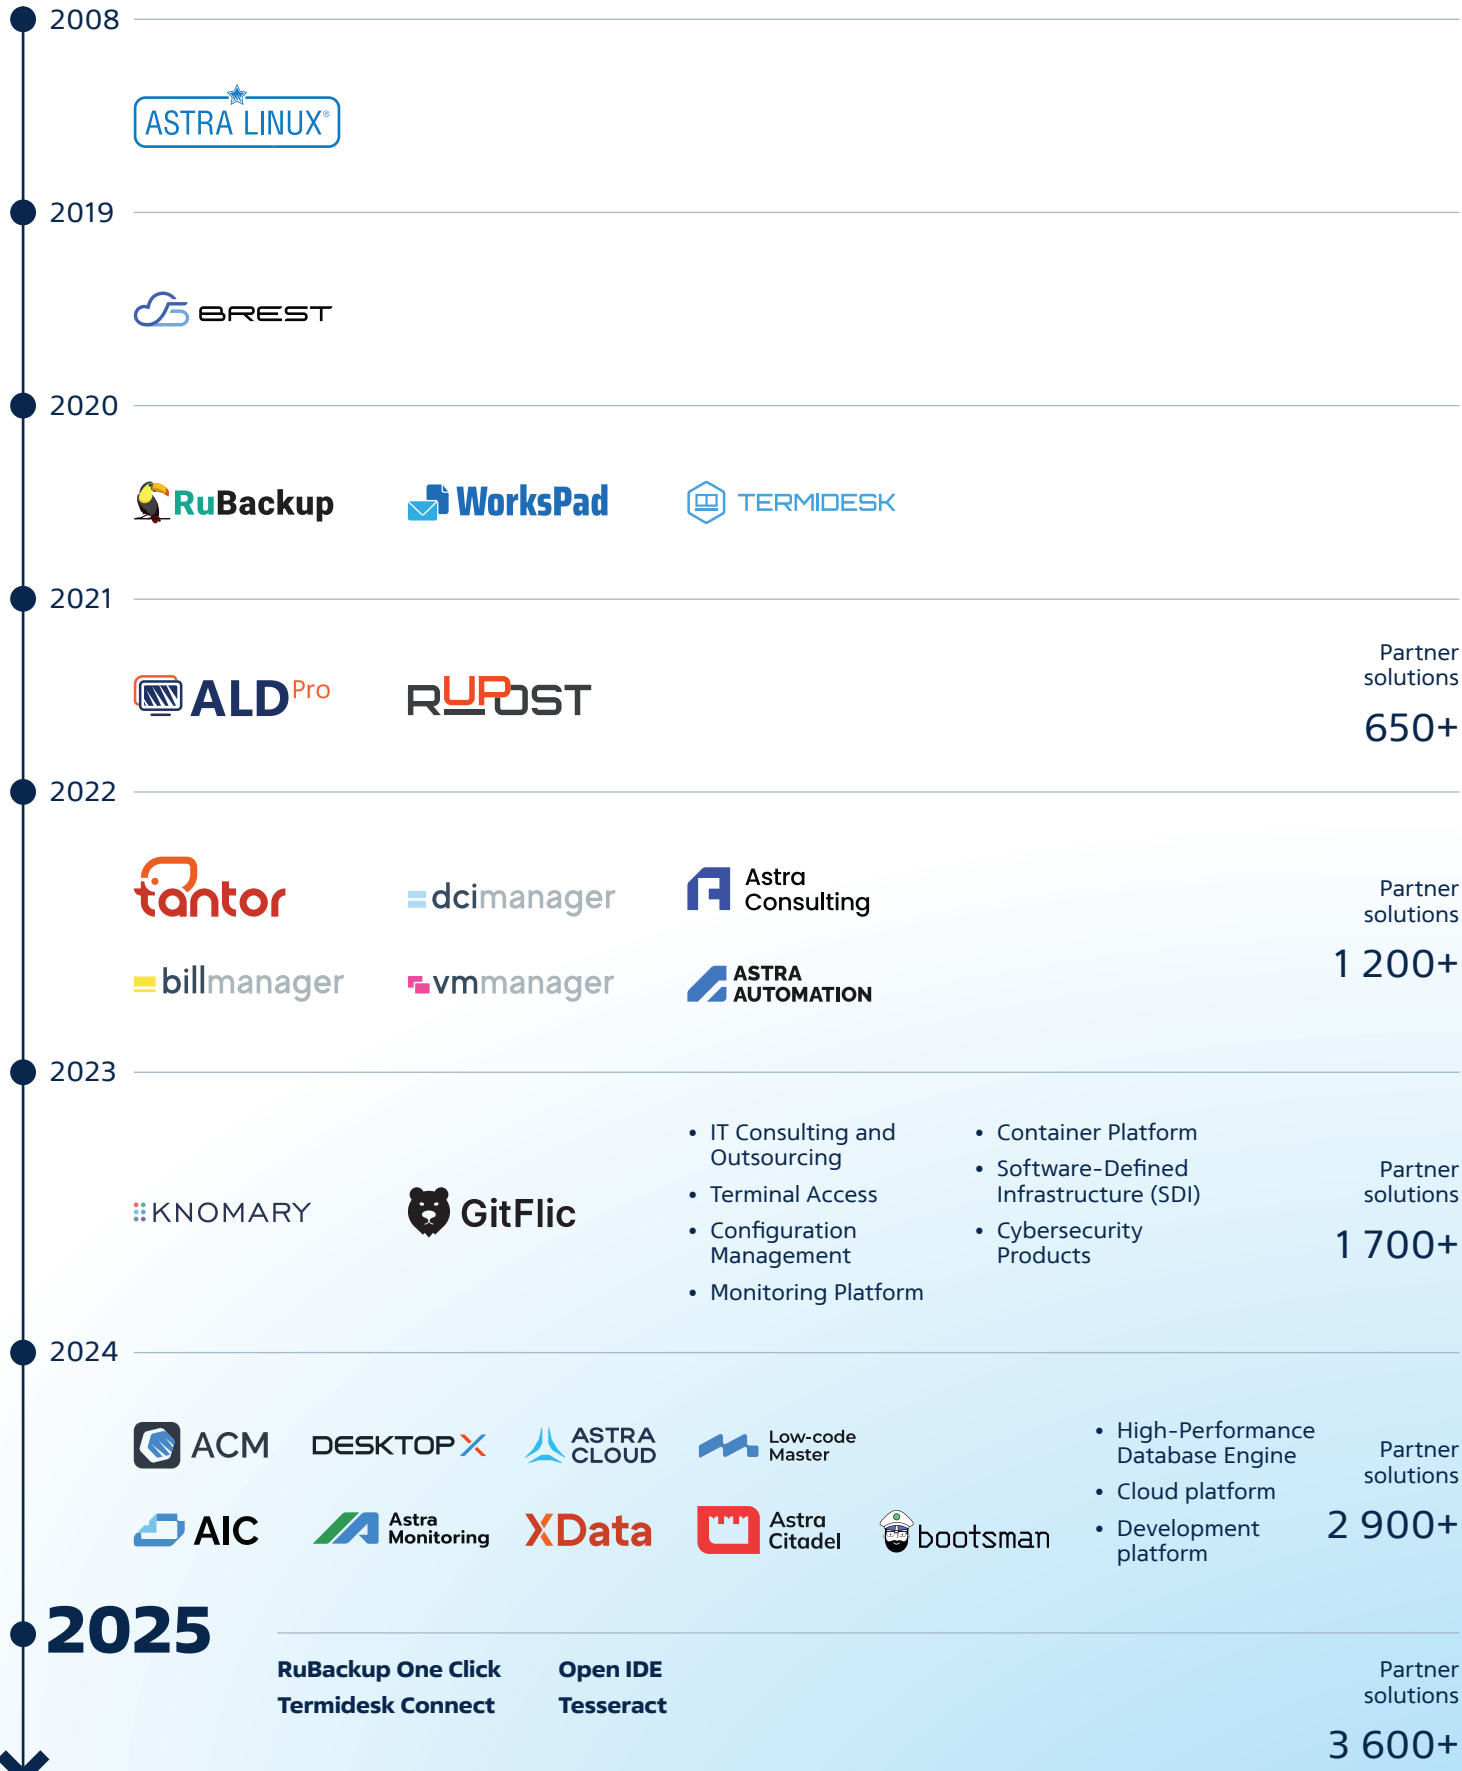 2008
ASTRA LINUX®
2019
BREST
2020
RuBackup
WorksPad
TERMIDESK
2021
ALD Pro
RUPOST
Partner
solutions
650+
2022
tantor
dcimanager
Astra
Consulting
billmanager
vmmanager
ASTRA
AUTOMATION
Partner
solutions
1 200+
2023
KNOMARY
GitFlic
• IT Consulting and
Outsourcing
• Terminal Access
• Configuration
Management
• Monitoring Platform
• Container Platform
• Software-Defined
Infrastructure (SDI)
• Cybersecurity
Products
Partner
solutions
1 700+
2024
ACM
DESKTOPX
ASTRA
CLOUD
Low-code
Master
AIC
Astra
Monitoring
XData
Astra
Citadel
bootsman
• High-Performance
Database Engine
• Cloud platform
• Development
platform
Partner
solutions
2 900+
2025
RuBackup One Click
Termidesk Connect
Open IDE
Tesseract
Partner
solutions
3 600+